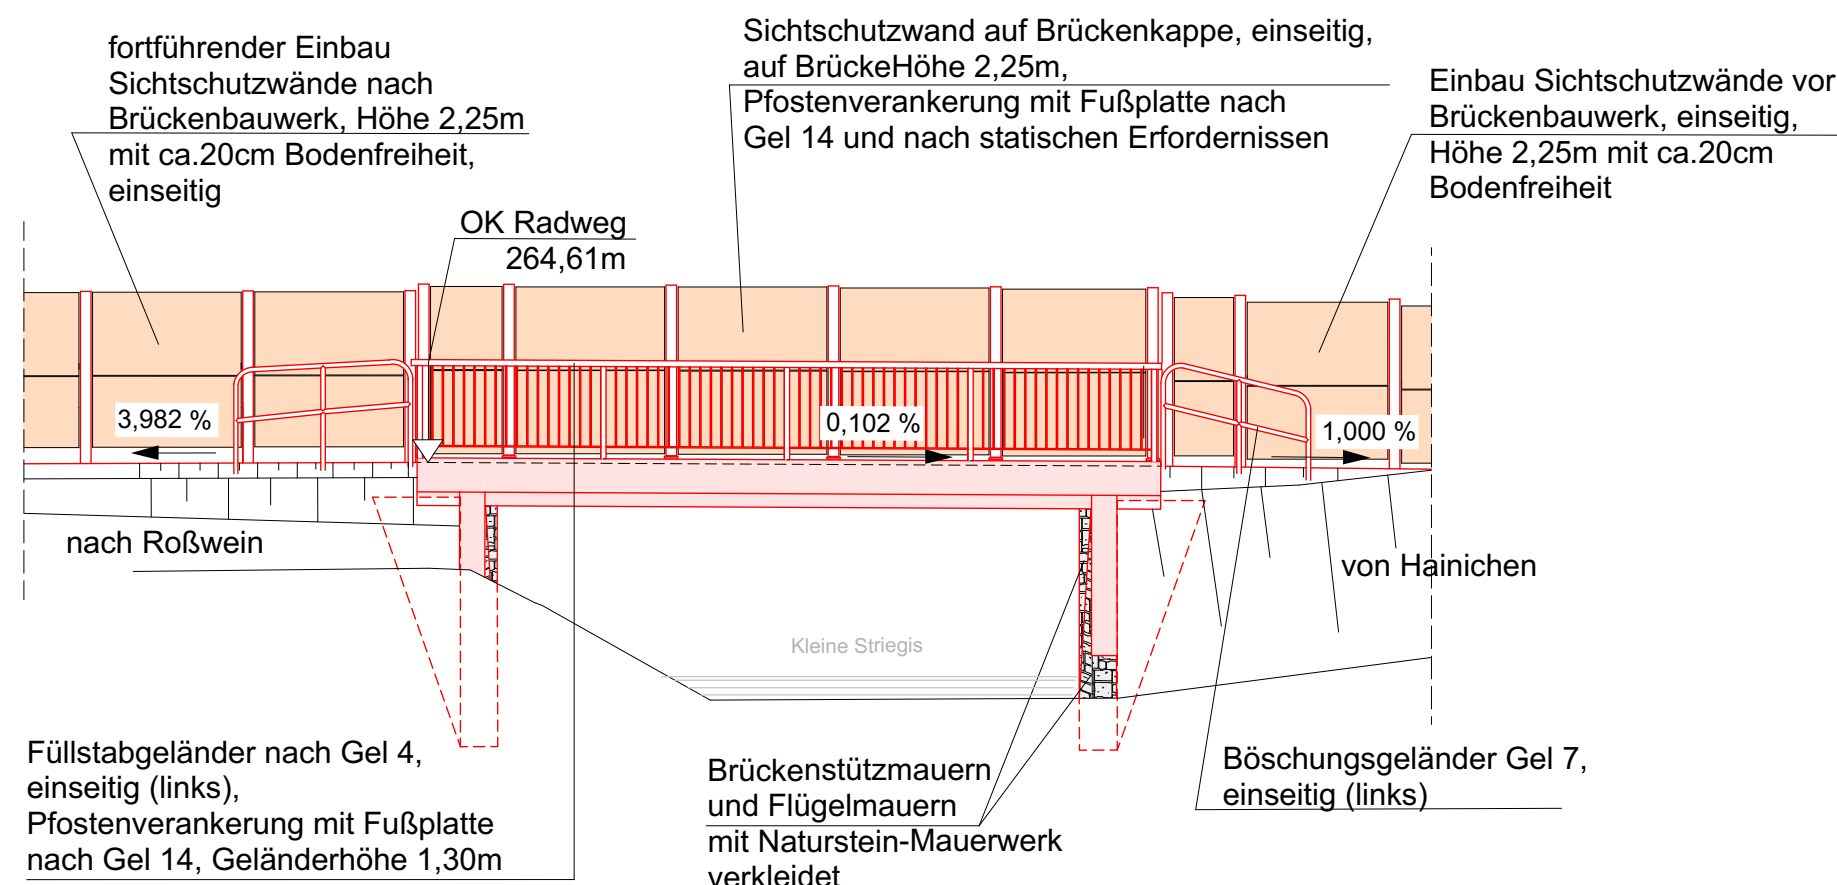 fortführender Einbau
Sichtschutzwände nach
Brückenbauwerk, Höhe 2,25m
mit ca.20cm Bodenfreiheit,
einseitig
Sichtschutzwand auf Brückenkappe, einseitig,
auf BrückeHöhe 2,25m,
Pfostenverankerung mit Fußplatte nach
Gel 14 und nach statischen Erfordernissen
Einbau Sichtschutzwände vor
Brückenbauwerk, einseitig,
Höhe 2,25m mit ca.20cm
Bodenfreiheit
OK Radweg
264,61m
3,982 %
0,102 %
1,000 %
nach Roßwein
von Hainichen
Kleine Striegis
Füllstabgeländer nach Gel 4,
einseitig (links),
Pfostenverankerung mit Fußplatte
nach Gel 14, Geländerhöhe 1,30m
Brückenstützmauern
und Flügelmauern
mit Naturstein-Mauerwerk
verkleidet
Böschungsgeländer Gel 7,
einseitig (links)